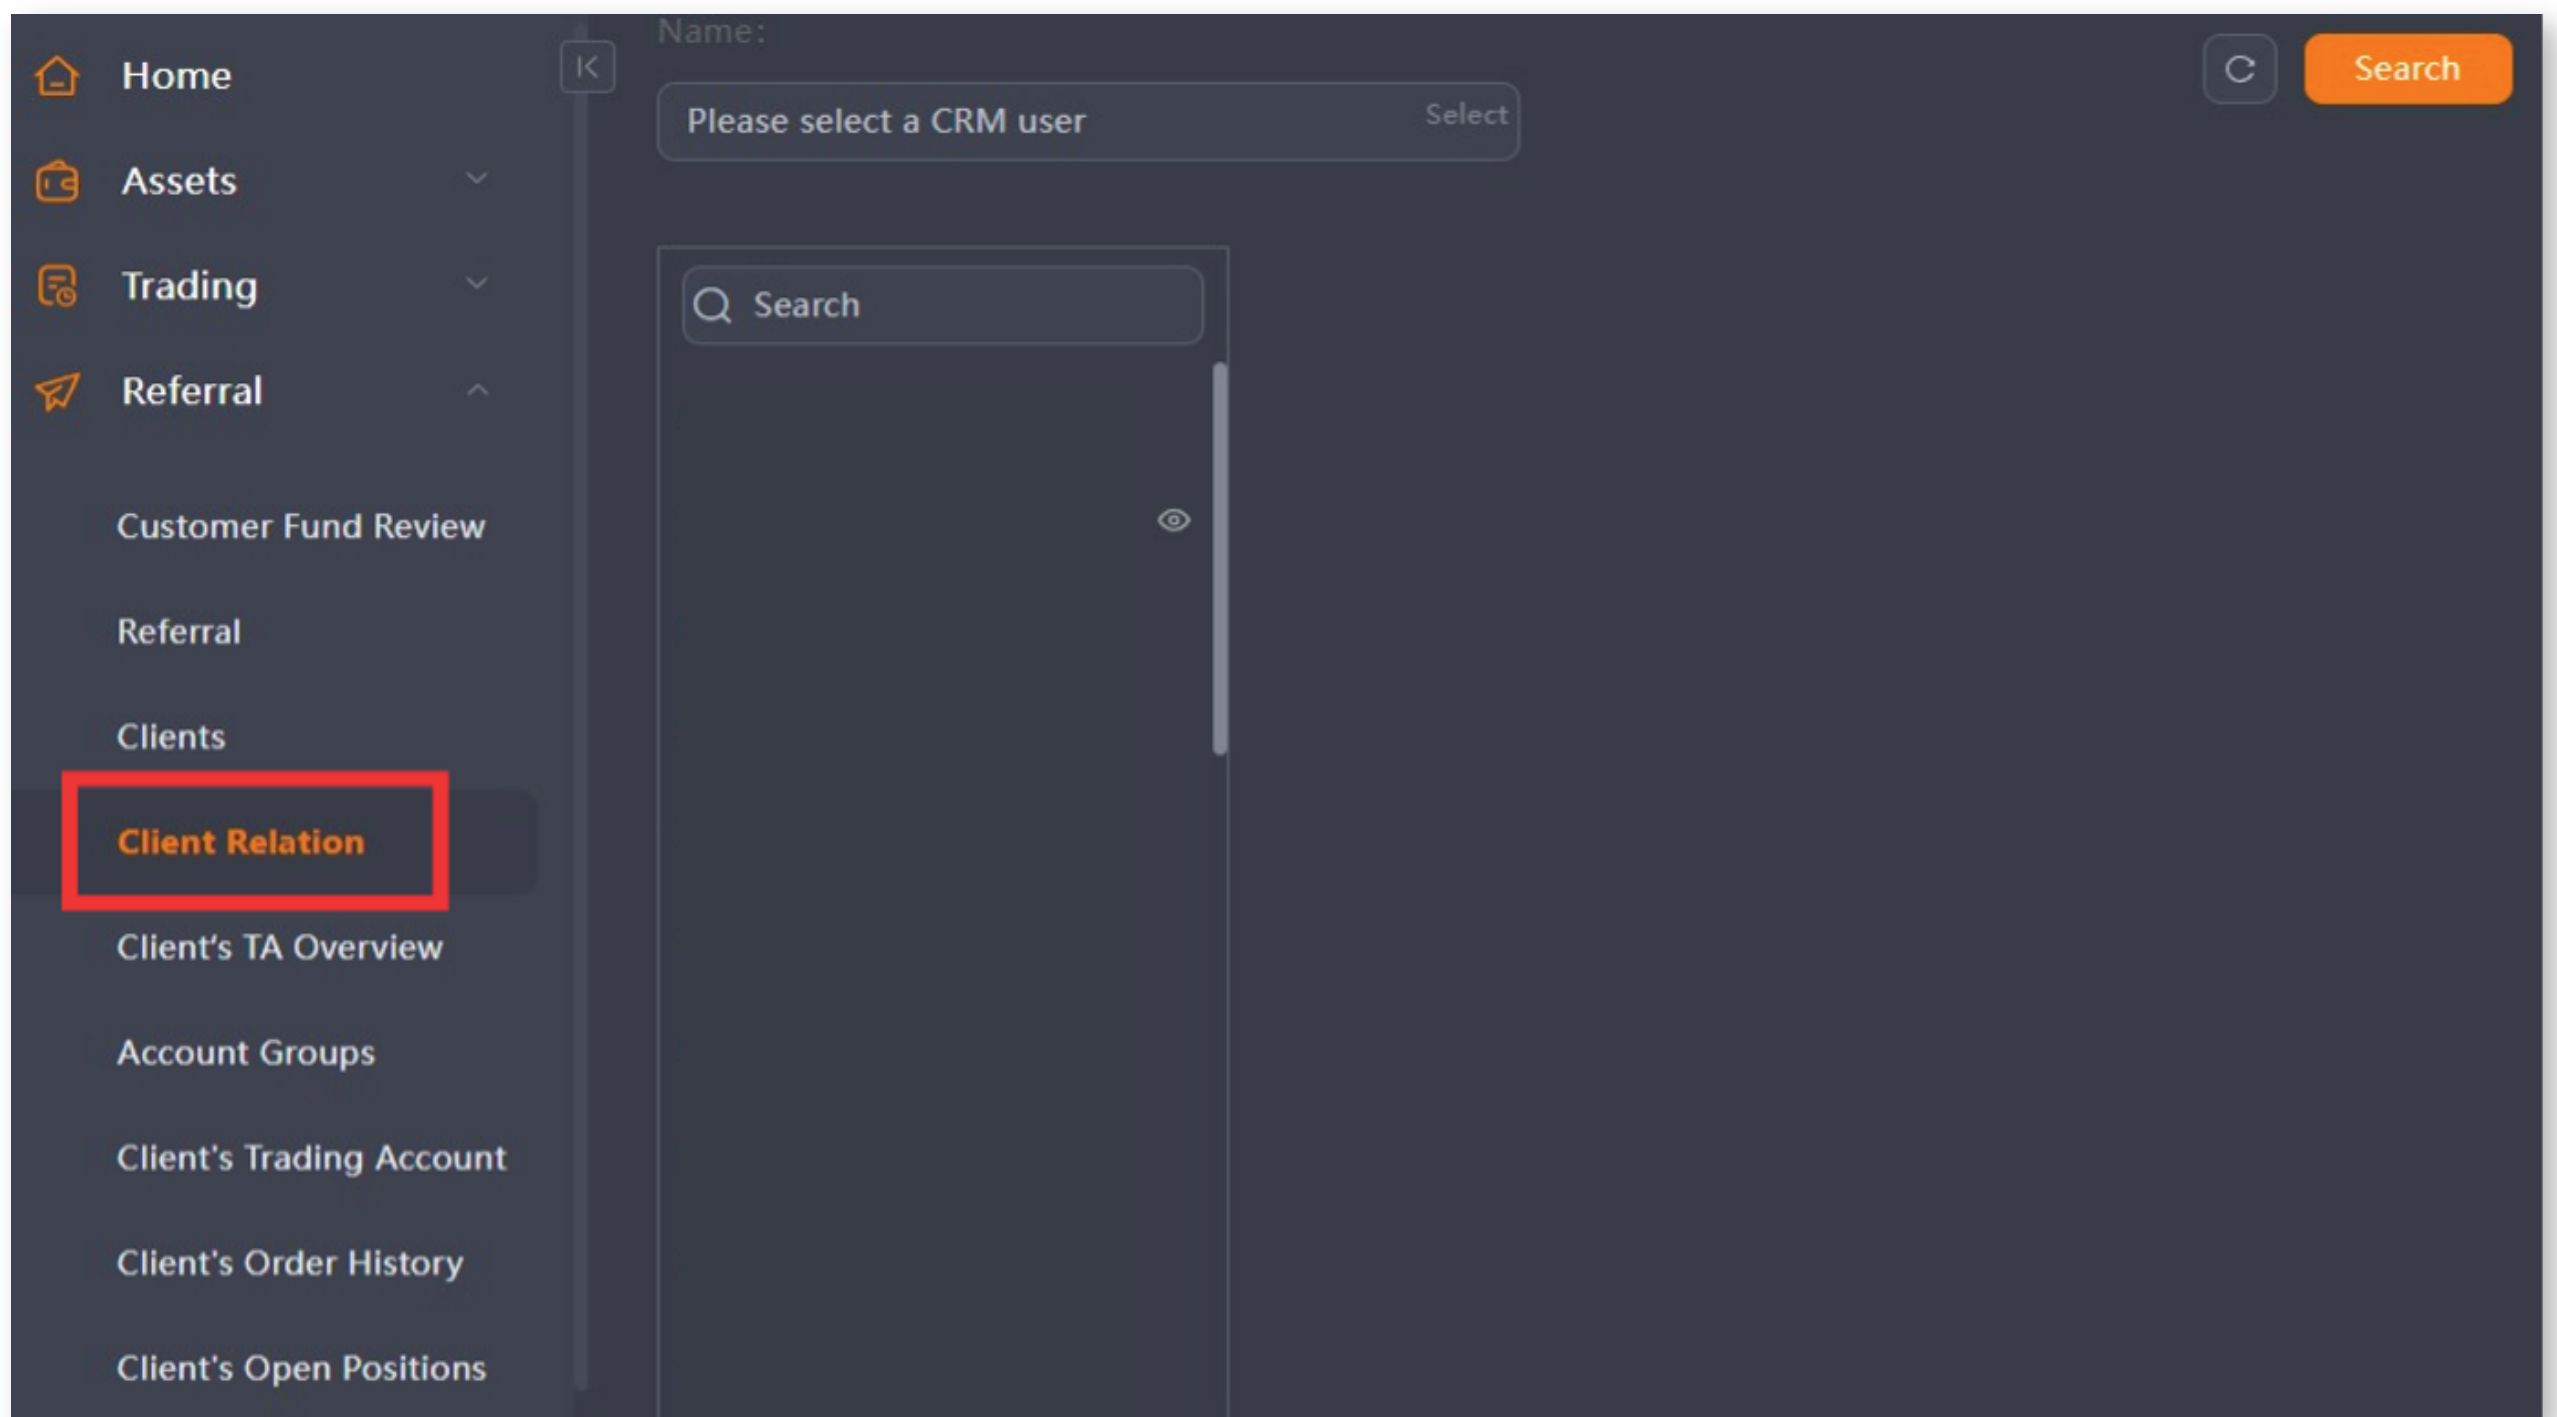 Home
Assets
Trading
Referral
Customer Fund Review
Referral
Clients
Client Relation
Client's TA Overview
Account Groups
Client's Trading Account
Client's Order History
Client's Open Positions
Name:
Please select a CRM user Select
Search
Search